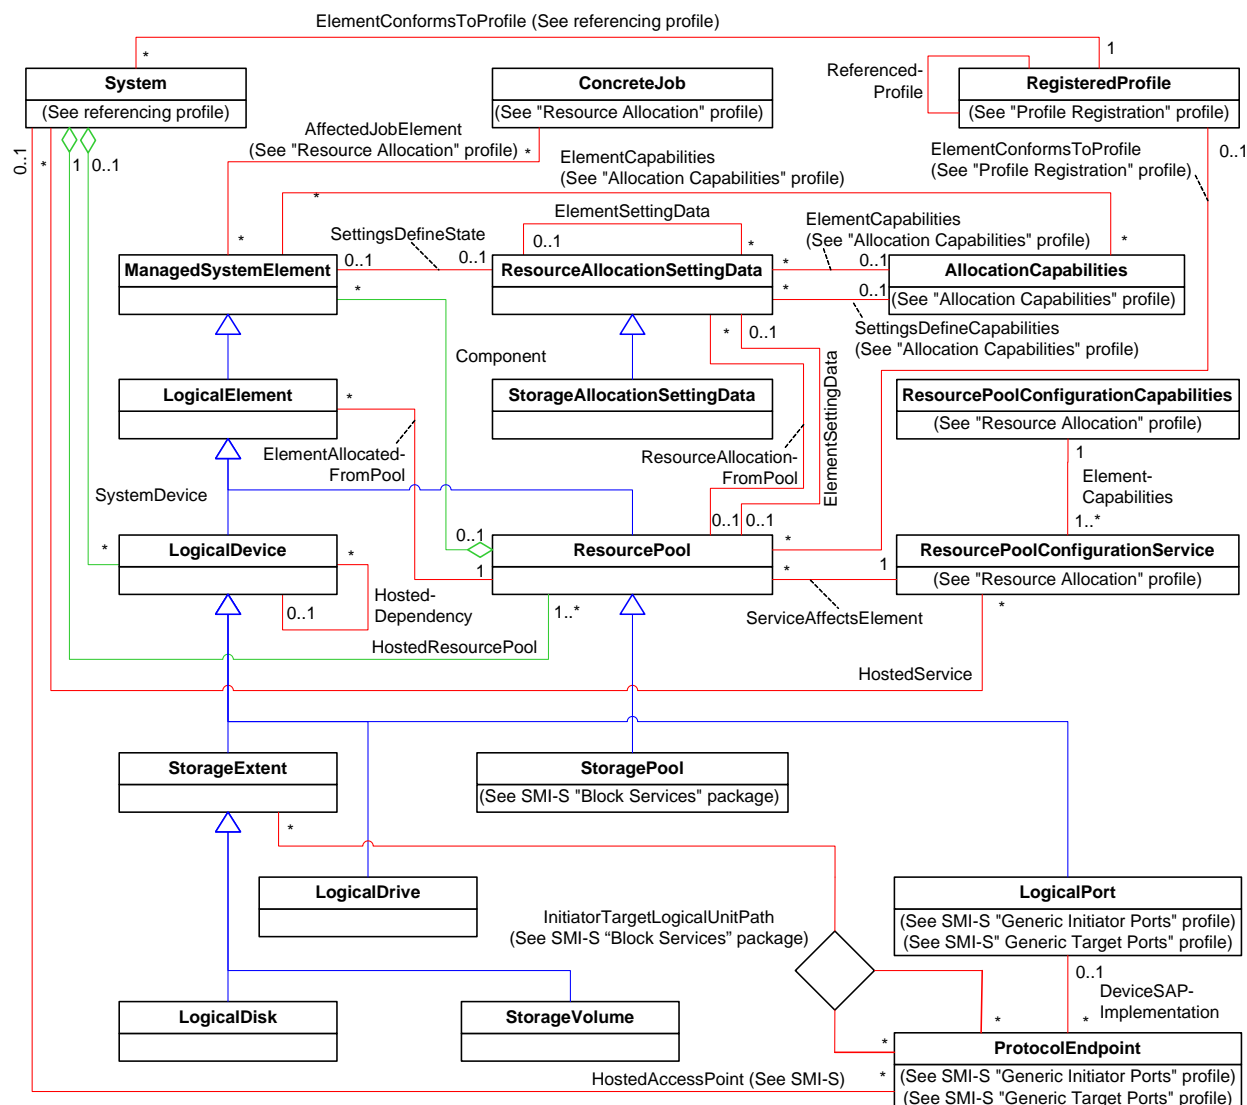 ElementConformsToProfile (See referencing profile)
*
1
System
(See referencing profile)
ConcreteJob
(See "Resource Allocation" profile)
Referenced-
Profile
RegisteredProfile
(See "Profile Registration" profile)
0..1
*
1
0..1
AffectedJobElement
(See "Resource Allocation" profile)
*
ElementCapabilities
(See "Allocation Capabilities" profile)
ElementConformsToProfile
(See "Profile Registration" profile)
0..1
*
*
*
SettingsDefineState
ElementSettingData
0..1
*
ElementCapabilities
(See "Allocation Capabilities" profile)
ManagedSystemElement
0..1
0..1
ResourceAllocationSettingData
*
0..1
AllocationCapabilities
(See "Allocation Capabilities" profile)
*
*
0..1
SettingsDefineCapabilities
(See "Allocation Capabilities" profile)
*
0..1
Component
LogicalElement
*
StorageAllocationSettingData
ElementSettingData
ResourcePoolConfigurationCapabilities
(See "Resource Allocation" profile)
ElementAllocated-
FromPool
ResourceAllocation-
FromPool
1
Element-
Capabilities
1..*
SystemDevice
0..1
0..1
0..1
*
*
LogicalDevice
*
1
ResourcePool
*
1
ResourcePoolConfigurationService
(See "Resource Allocation" profile)
Hosted-
Dependency
0..1
1..*
ServiceAffectsElement
*
HostedResourcePool
HostedService
StorageExtent
StoragePool
(See SMI-S "Block Services" package)
*
LogicalDrive
LogicalPort
(See SMI-S "Generic Initiator Ports" profile)
(See SMI-S" Generic Target Ports" profile)
InitiatorTargetLogicalUnitPath
(See SMI-S “Block Services” package)
0..1
DeviceSAP-
Implementation
*
*
LogicalDisk
StorageVolume
*
ProtocolEndpoint
(See SMI-S "Generic Initiator Ports" profile)
(See SMI-S "Generic Target Ports" profile)
HostedAccessPoint (See SMI-S)
*